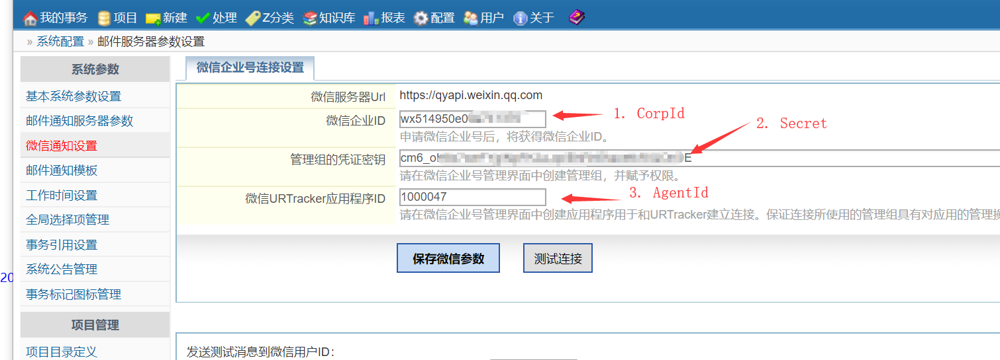 我的事务 项目 新建 处理 Z分类 知识库 报表 配置 用户 关于
» 系统配置 » 邮件服务器参数设置
系统参数
基本系统参数设置
邮件通知服务器参数
微信通知设置
邮件通知模板
工作时间设置
全局选择项管理
事务引用设置
系统公告管理
事务标记图标管理
项目管理
项目目录定义
20
微信企业号连接设置
微信服务器Url https://qyapi.weixin.qq.com
微信企业ID wx514950e0
1. CorpId
申请微信企业号后，将获得微信企业ID。
2. Secret
管理组的凭证密钥 cm6_o E
请在微信企业号管理界面中创建管理组，并赋予权限。
微信URTracker应用程序ID 1000047
3. AgentId
请在微信企业号管理界面中创建应用程序用于和URTracker建立连接。保证连接所使用的管理组具有对应用的管理操
保存微信参数 测试连接
发送测试消息到微信用户ID：